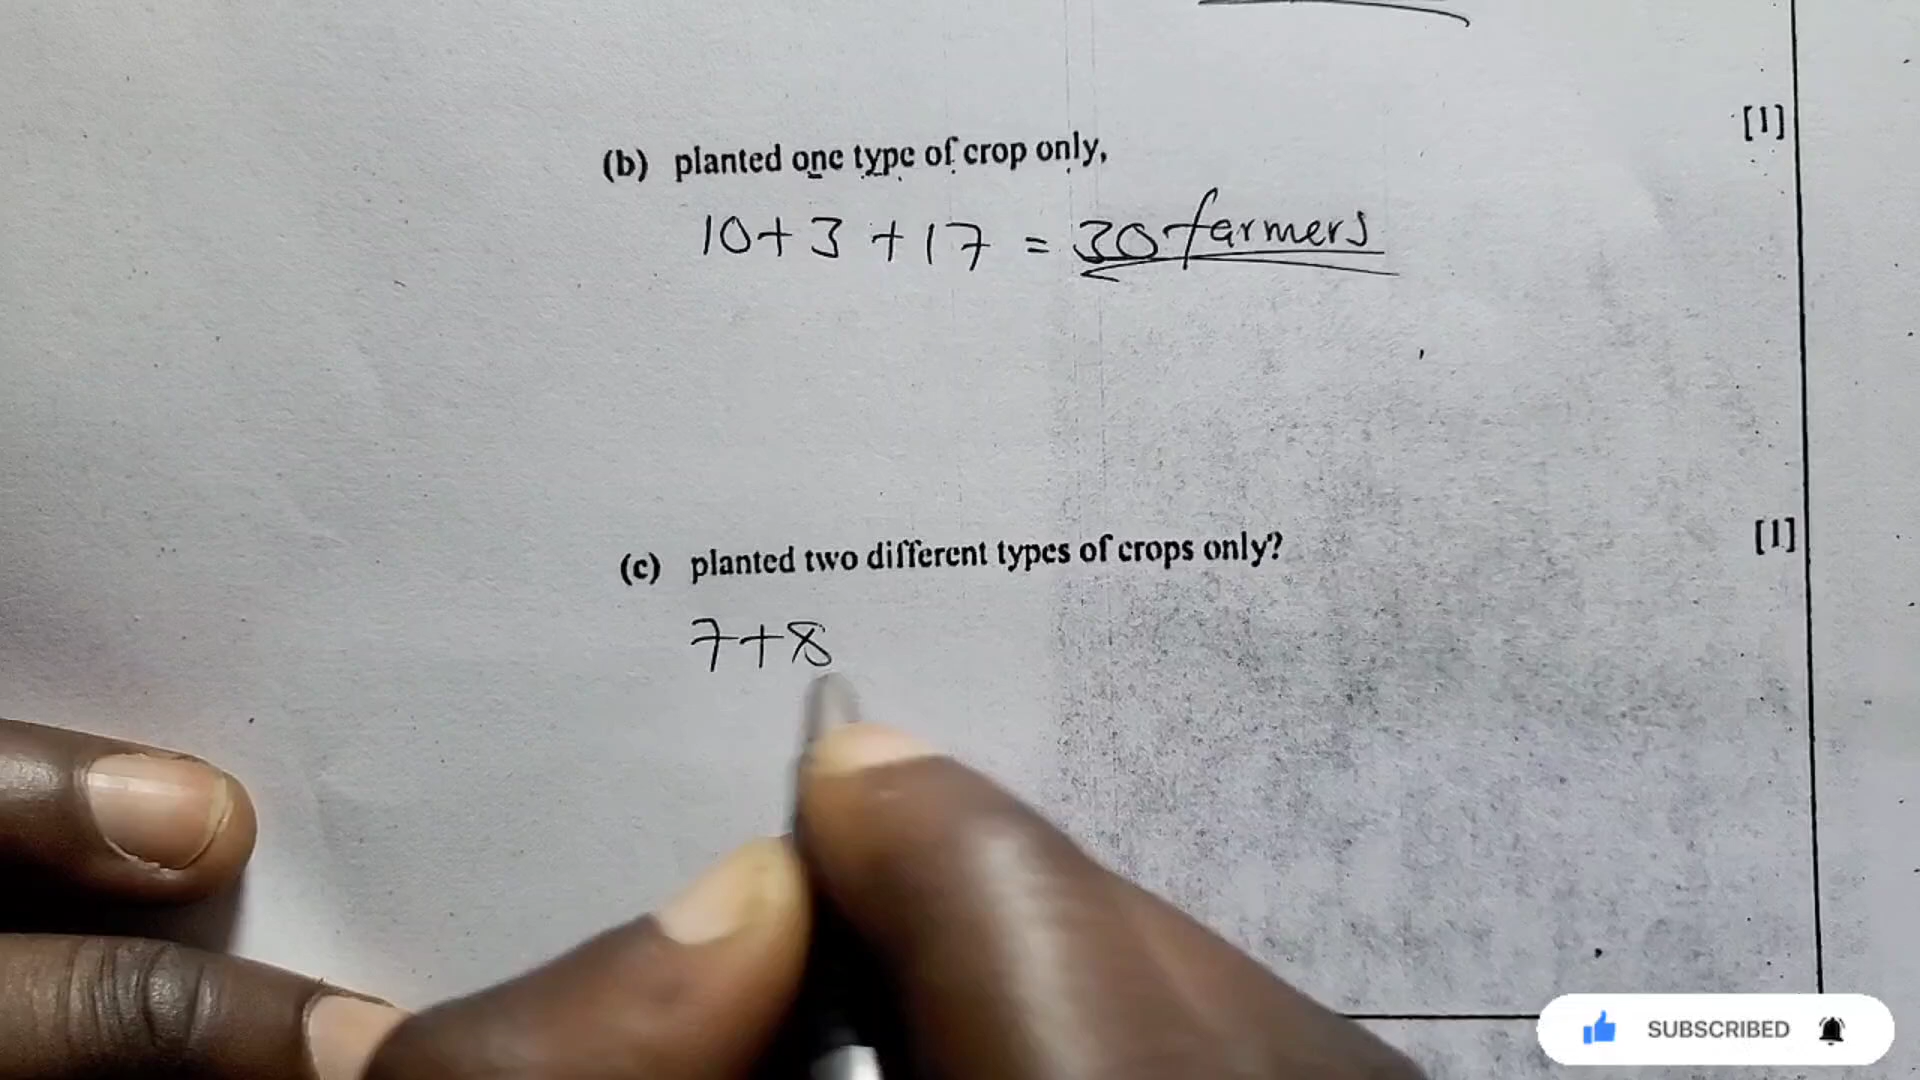 [1]
(b) planted one type of crop only,
10+3+17 = 30 farmers
(c) planted two different types of crops only? [1]
7+8
SUBSCRIBED